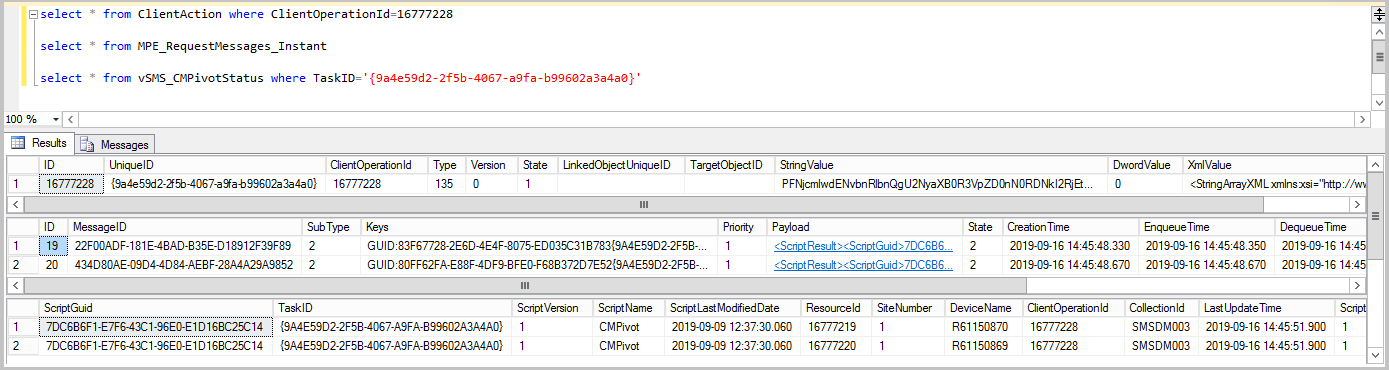 select * from ClientAction where ClientOperationId=16777228
select * from MPE_RequestMessages_Instant
select * from vSMS_CMPivotStatus where TaskID='{9a4e59d2-2f5b-4067-a9fa-b99602a3a4a0}'
100 %
Results Messages
ID UniqueID ClientOperationId Type Version State LinkedObjectUniqueID TargetObjectID StringValue DwordValue XmlValue
1 16777228 {9a4e59d2-2f5b-4067-a9fa-b99602a3a4a0} 16777228 135 0 1 PFNjcmlwdENvbnRlbnQgU2NyaXB0R3VpZD0nN0RDNkI2RjEt... 0 <StringArrayXML xmlns:xsi="http://ww
ID MessageID SubType Keys Priority Payload State CreationTime EnqueueTime DequeueTime
1 19 22F00ADF-181E-4BAD-B35E-D18912F39F89 2 GUID:83F67728-2E6D-4E4F-8075-ED035C31B783{9A4E59D2-2F5B-... 1 <ScriptResult><ScriptGuid>7DC6B6... 2 2019-09-16 14:45:48.330 2019-09-16 14:45:48.350 2019-09-16 14:45:
2 20 434D80AE-09D4-4D84-AEBF-28A4A29A9852 2 GUID:80FF62FA-E88F-4DF9-BFE0-F68B372D7E52{9A4E59D2-2F5B-... 1 <ScriptResult><ScriptGuid>7DC6B6... 2 2019-09-16 14:45:48.670 2019-09-16 14:45:48.670 2019-09-16 14:45:
ScriptGuid TaskID ScriptVersion ScriptName ScriptLastModifiedDate ResourceId SiteNumber DeviceName ClientOperationId CollectionId LastUpdateTime Script
1 7DC6B6F1-E7F6-43C1-96E0-E1D16BC25C14 {9A4E59D2-2F5B-4067-A9FA-B99602A3A4A0} 1 CMPivot 2019-09-09 12:37:30.060 16777219 1 R61150870 16777228 SMSDM003 2019-09-16 14:45:51.900 1
2 7DC6B6F1-E7F6-43C1-96E0-E1D16BC25C14 {9A4E59D2-2F5B-4067-A9FA-B99602A3A4A0} 1 CMPivot 2019-09-09 12:37:30.060 16777220 1 R61150869 16777228 SMSDM003 2019-09-16 14:45:51.900 1